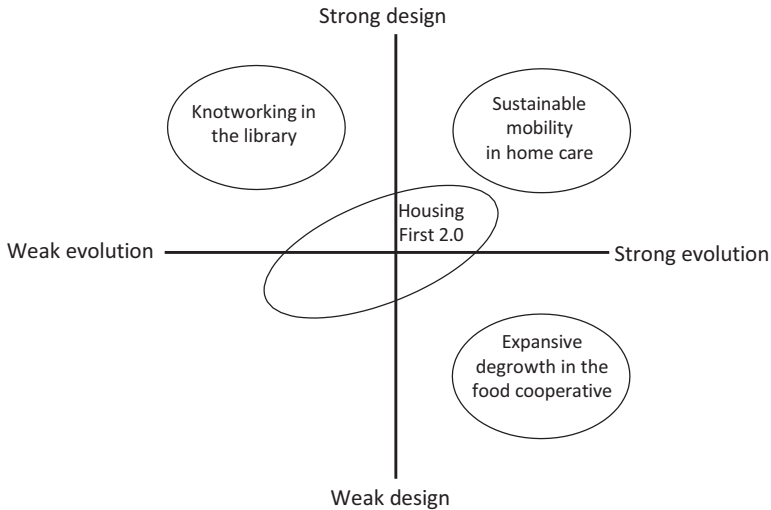 Strong design
Knotworking in
the library
Sustainable
mobility
in home care
Housing
First 2.0
Weak evolution
Strong evolution
Expansive
degrowth in the
food cooperative
Weak design